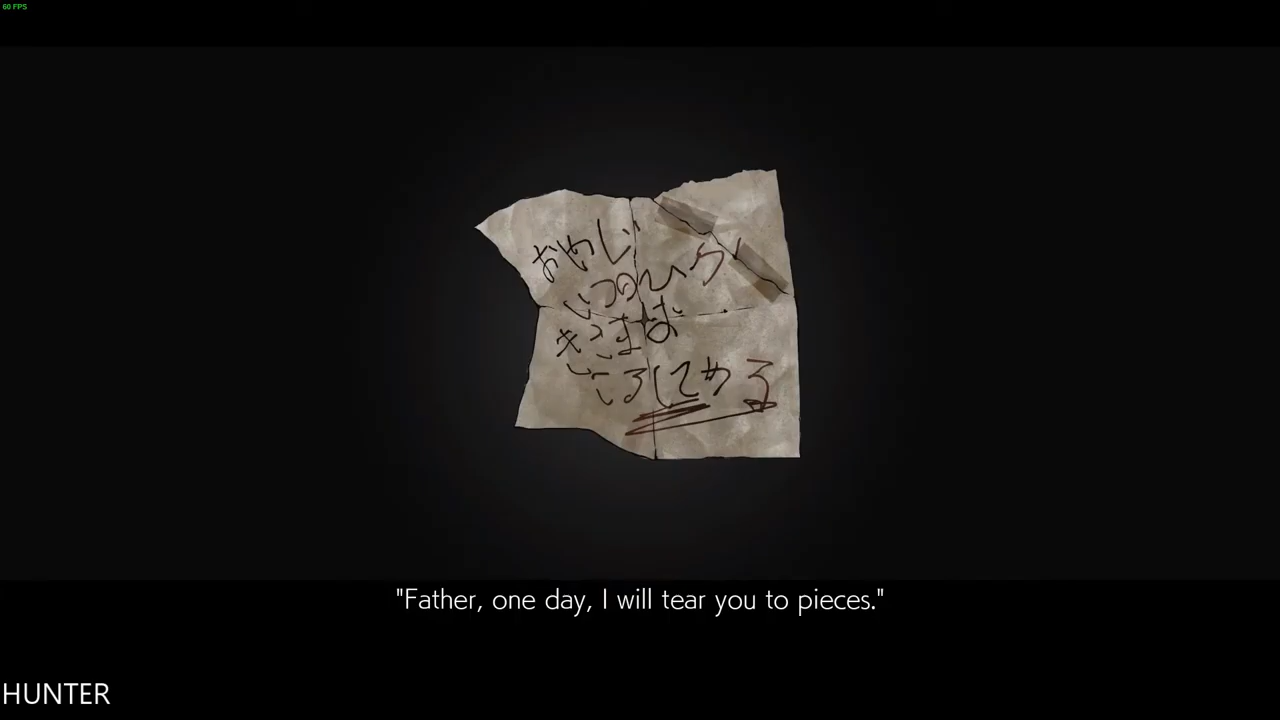 60 FPS
おやじ
いつのひか
きさまば
ころしてやる
"Father, one day, I will tear you to pieces."
HUNTER